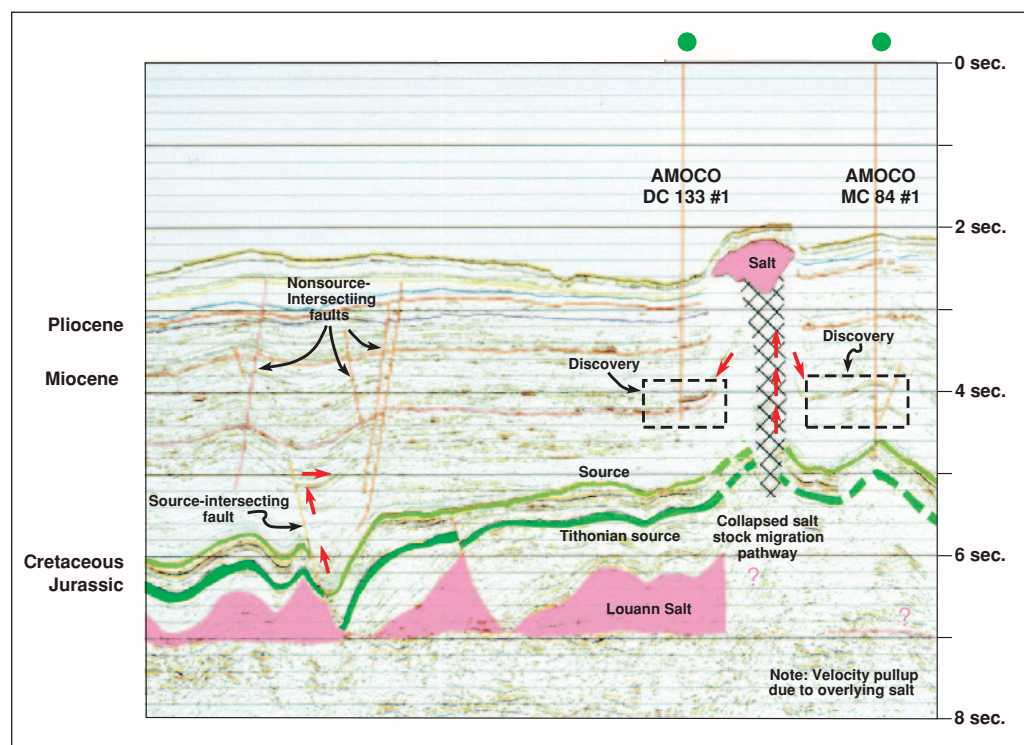 0 sec.
AMOCO
DC 133 #1
AMOCO
MC 84 #1
2 sec.
Salt
Nonsource-
Intersectiing
faults
Pliocene
Discovery
Discovery
Miocene
4 sec.
Source
Source-intersecting
fault
Tithonian source
Collapsed salt
stock migration
pathway
Cretaceous
Jurassic
6 sec.
?
Louann Salt
?
Note: Velocity pullup
due to overlying salt
8 sec.